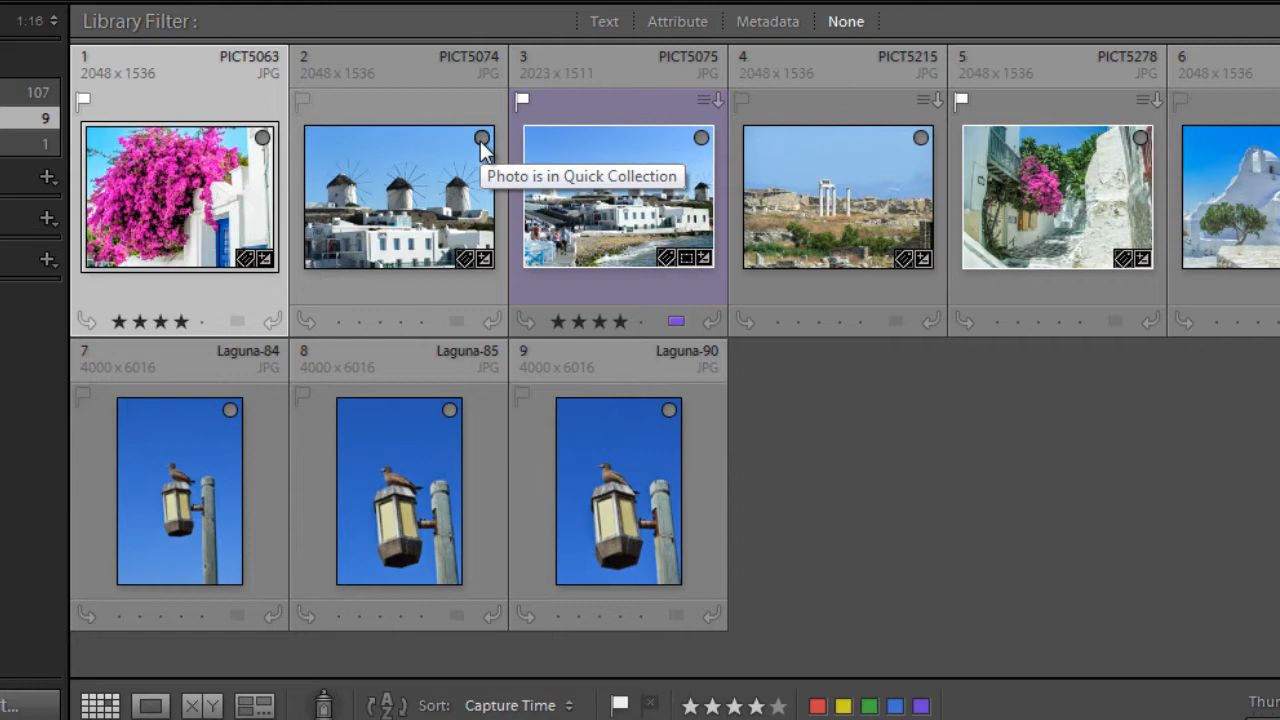 1:16
Library Filter :
Text
Attribute
Metadata
None
107
9
1
1 PICT5063
2048 x 1536 JPG
2 PICT5074
2048 x 1536 JPG
3 PICT5075
2023 x 1511 JPG
4 PICT5215
2048 x 1536 JPG
5 PICT5278
2048 x 1536 JPG
6
2048 x 1536
Photo is in Quick Collection
7 Laguna-84
4000 x 6016 JPG
8 Laguna-85
4000 x 6016 JPG
9 Laguna-90
4000 x 6016 JPG
t...
X Y
A
Z
Sort: Capture Time
Thu